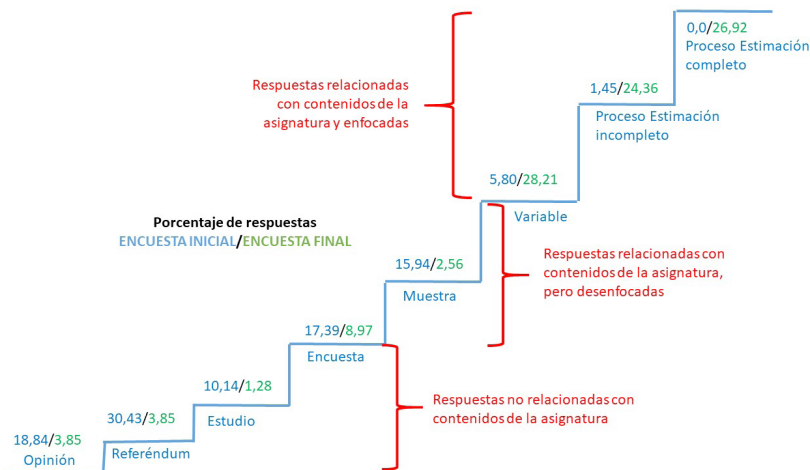 0,0/26,92
Proceso Estimación
completo
Respuestas relacionadas
con contenidos de la
asignatura y enfocadas
1,45/24,36
Proceso Estimación
incompleto
5,80/28,21
Variable
Porcentaje de respuestas
ENCUESTA INICIAL/ENCUESTA FINAL
Respuestas relacionadas con
contenidos de la asignatura,
pero desenfocadas
15,94/2,56
Muestra
17,39/8,97
Encuesta
10,14/1,28
Estudio
Respuestas no relacionadas con
contenidos de la asignatura
30,43/3,85
Referéndum
18,84/3,85
Opinión